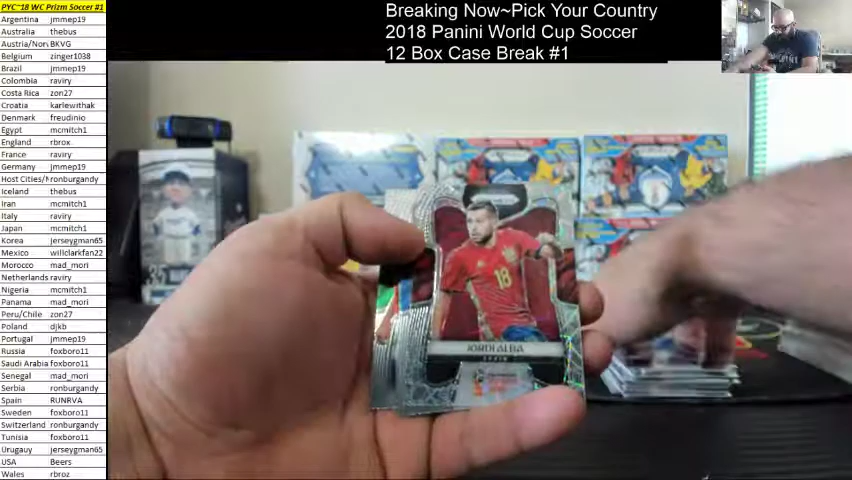 PYC~18 WC Prizm Soccer #1
Argentina jmmep19
Australia thebus
Austria/Nor BKVG
Belgium zinger1038
Brazil jmmep19
Colombia raviry
Costa Rica zon27
Croatia karlewithak
Denmark freudinio
Egypt mcmitch1
England rbrox
France raviry
Germany jmmep19
Host Cities/ ronburgandy
Iceland thebus
Iran mcmitch1
Italy raviry
Japan mcmitch1
Korea jerseygman65
Mexico willclarkfan22
Morocco mad_mori
Netherlands raviry
Nigeria mcmitch1
Panama mad_mori
Peru/Chile zon27
Poland djkb
Portugal jmmep19
Russia foxboro11
Saudi Arabia foxboro11
Senegal mad_mori
Serbia ronburgandy
Spain RUNRVA
Sweden foxboro11
Switzerland ronburgandy
Tunisia foxboro11
Urugauy jerseygman65
USA Beers
Wales rbroz
Breaking Now~Pick Your Country
2018 Panini World Cup Soccer
12 Box Case Break #1
18
JORDI ALBA
SPAIN
35